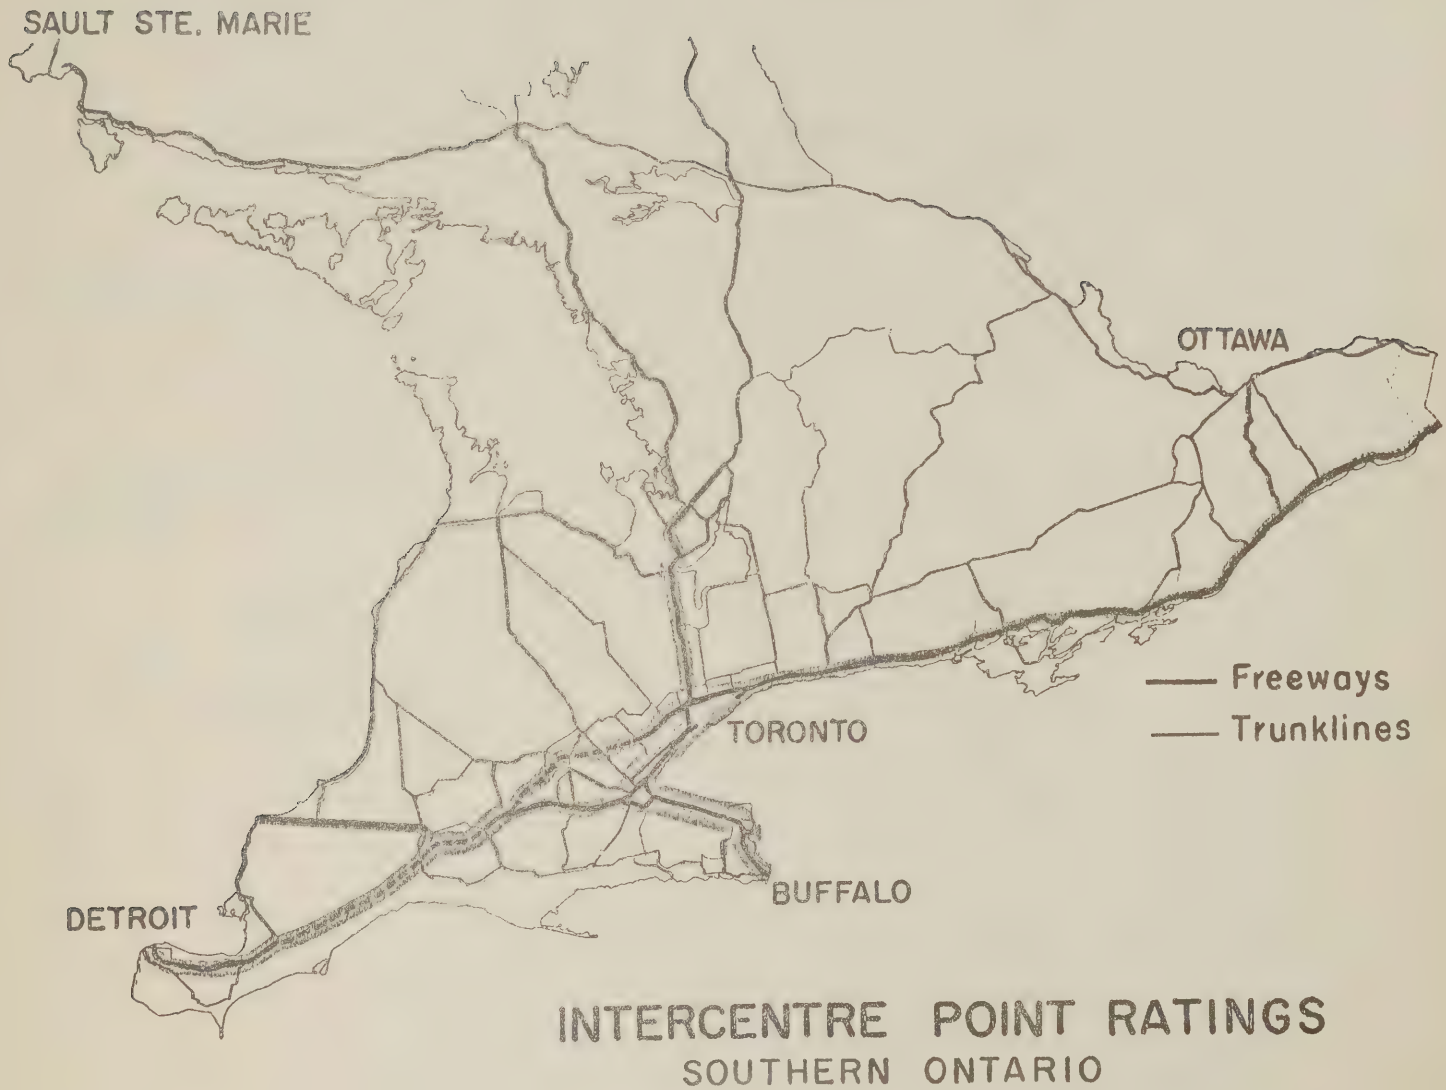 SAULT STE. MARIE
OTTAWA
Freeways
Trunklines
TORONTO
BUFFALO
DETROIT
INTERCENTRE POINT RATINGS
SOUTHERN ONTARIO